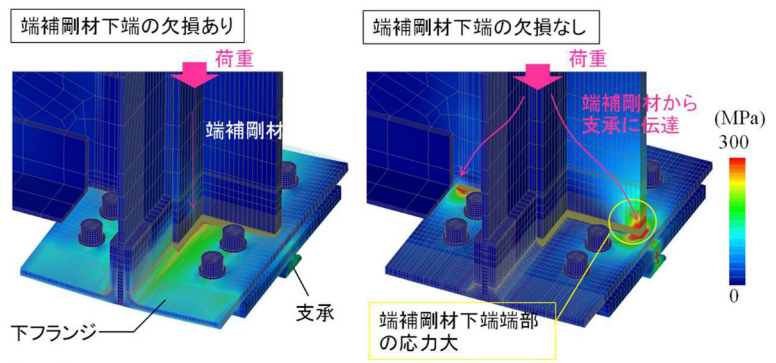 端補剛材下端の欠損あり
荷重
端補剛材
支承
下フランジ
端補剛材下端の欠損なし
荷重
端補剛材から
支承に伝達
端補剛材下端端部
の応力大
(MPa)
300
0